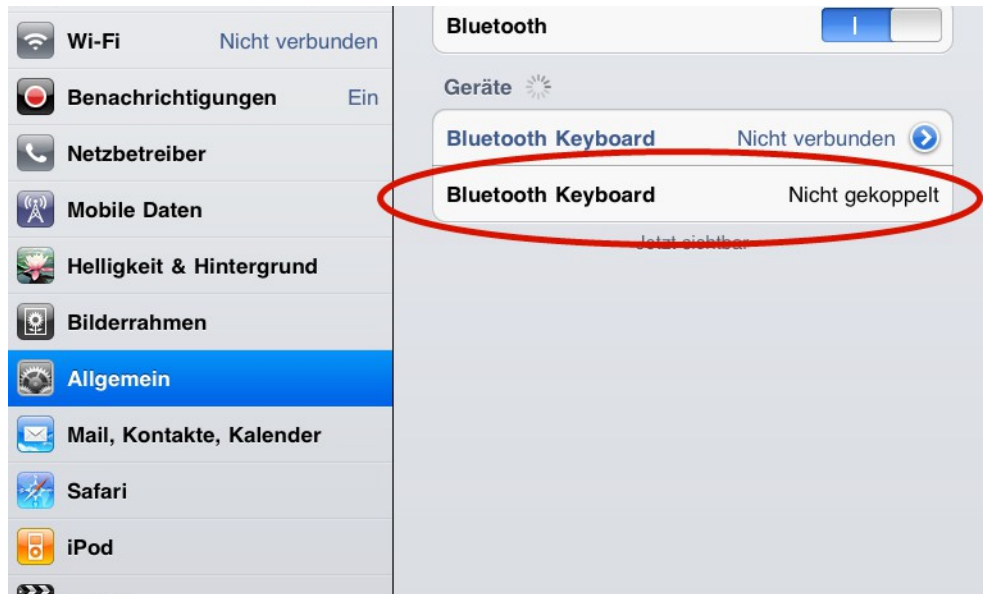 Wi-Fi Nicht verbunden
Benachrichtigungen Ein
Netzbetreiber
Mobile Daten
Helligkeit & Hintergrund
Bilderrahmen
Allgemein
Mail, Kontakte, Kalender
Safari
iPod
Bluetooth
Geräte
Bluetooth Keyboard Nicht verbunden
Bluetooth Keyboard Nicht gekoppelt
Jetzt sichtbar